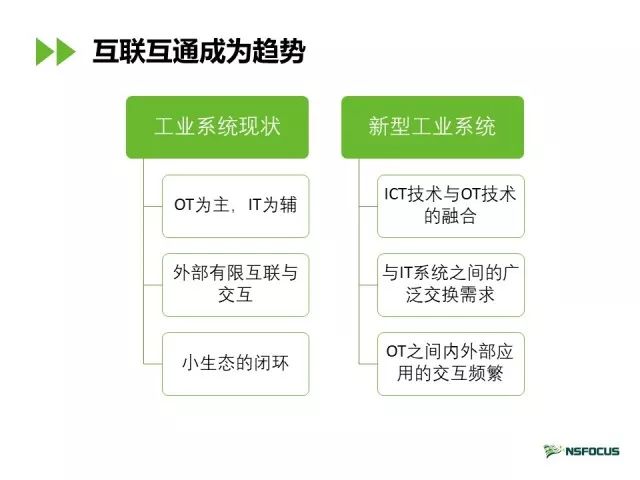 互联互通成为趋势
工业系统现状
OT为主，IT为辅
外部有限互联与
交互
小生态的闭环
新型工业系统
ICT技术与OT技术
的融合
与IT系统之间的广
泛交换需求
OT之间内外部应
用的交互频繁
NSFOCUS